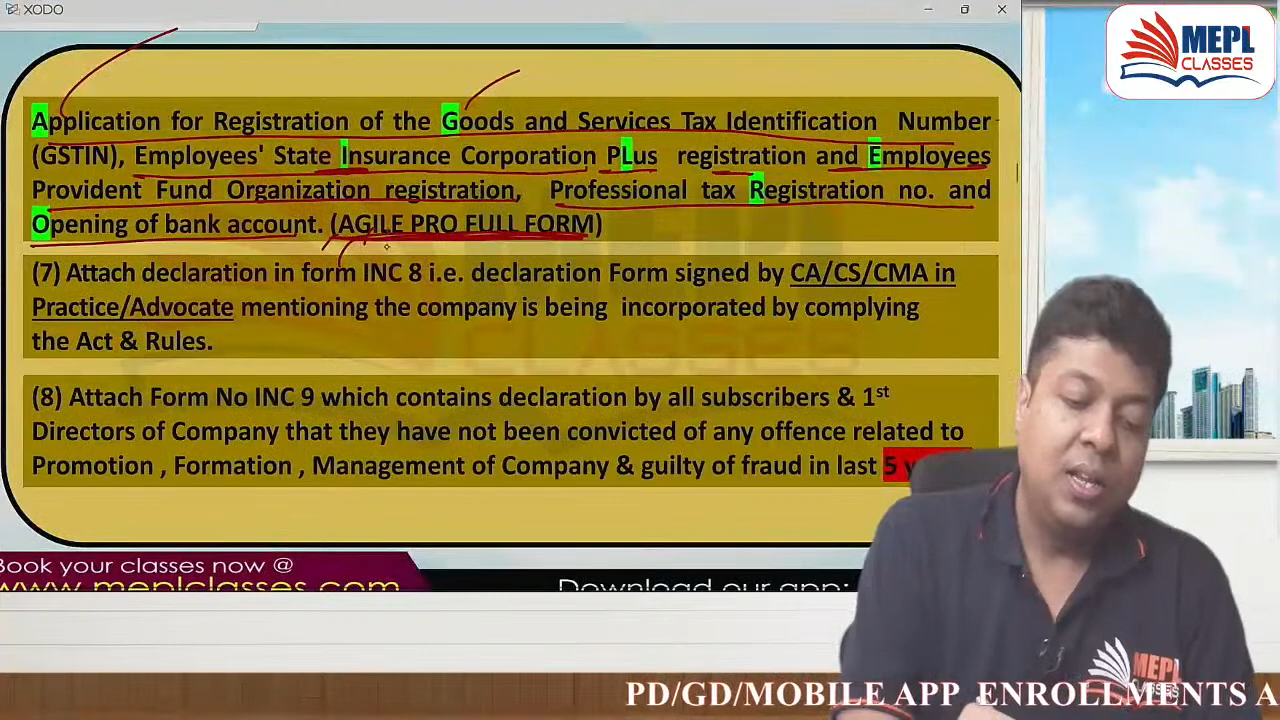 XODO
MEPL
CLASSES
Application for Registration of the Goods and Services Tax Identification Number
(GSTIN), Employees' State Insurance Corporation PLus registration and Employees
Provident Fund Organization registration, Professional tax Registration no. and
Opening of bank account. (AGILE PRO FULL FORM)
(7) Attach declaration in form INC 8 i.e. declaration Form signed by CA/CS/CMA in
Practice/Advocate mentioning the company is being incorporated by complying
the Act & Rules.
(8) Attach Form No INC 9 which contains declaration by all subscribers & 1st
Directors of Company that they have not been convicted of any offence related to
Promotion , Formation , Management of Company & guilty of fraud in last 5
Book your classes now @
www.meplclasses.com
Download our app:
MEPL
CLASSES
PD/GD/MOBILE APP ENROLLMENTS A